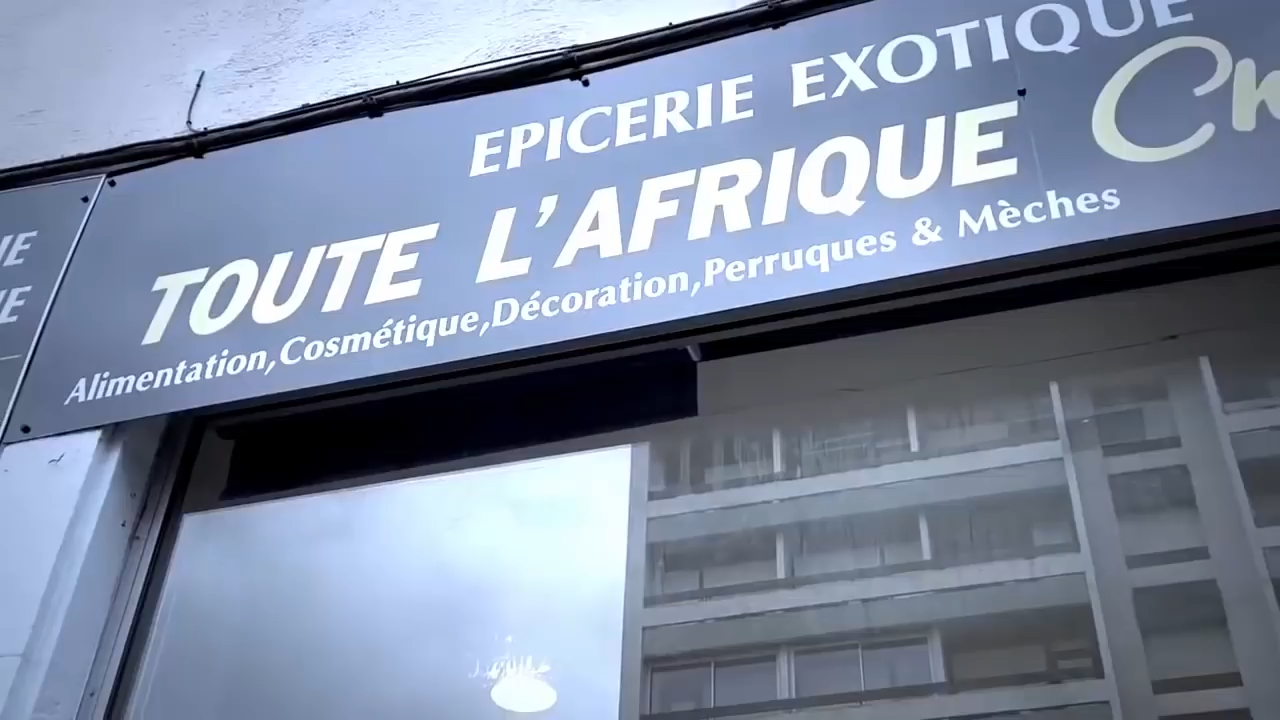 EPICERIE EXOTIQUE
TOUTE L'AFRIQUE
Alimentation,Cosmétique,Décoration,Perruques & Mèches